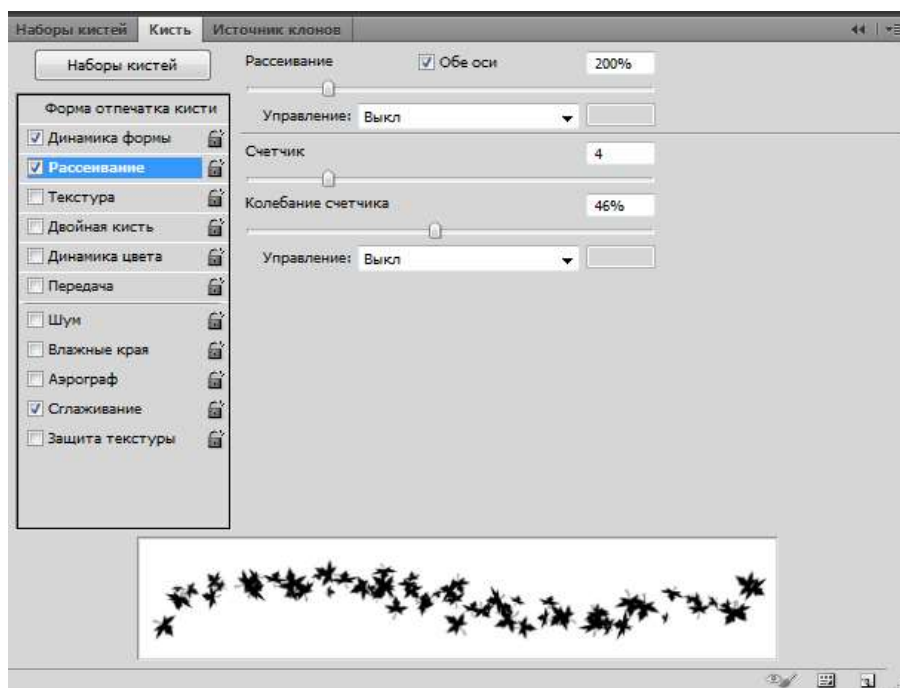 Наборы кистей Кисть Источник клонов
Наборы кистей
Форма отпечатка кисти
Динамика формы
Рассеивание
Текстура
Двойная кисть
Динамика цвета
Передача
Шум
Влажные края
Аэрограф
Сглаживание
Защита текстуры
Рассеивание Обе оси 200%
Управление: Выкл
Счетчик 4
Колебание счетчика 46%
Управление: Выкл